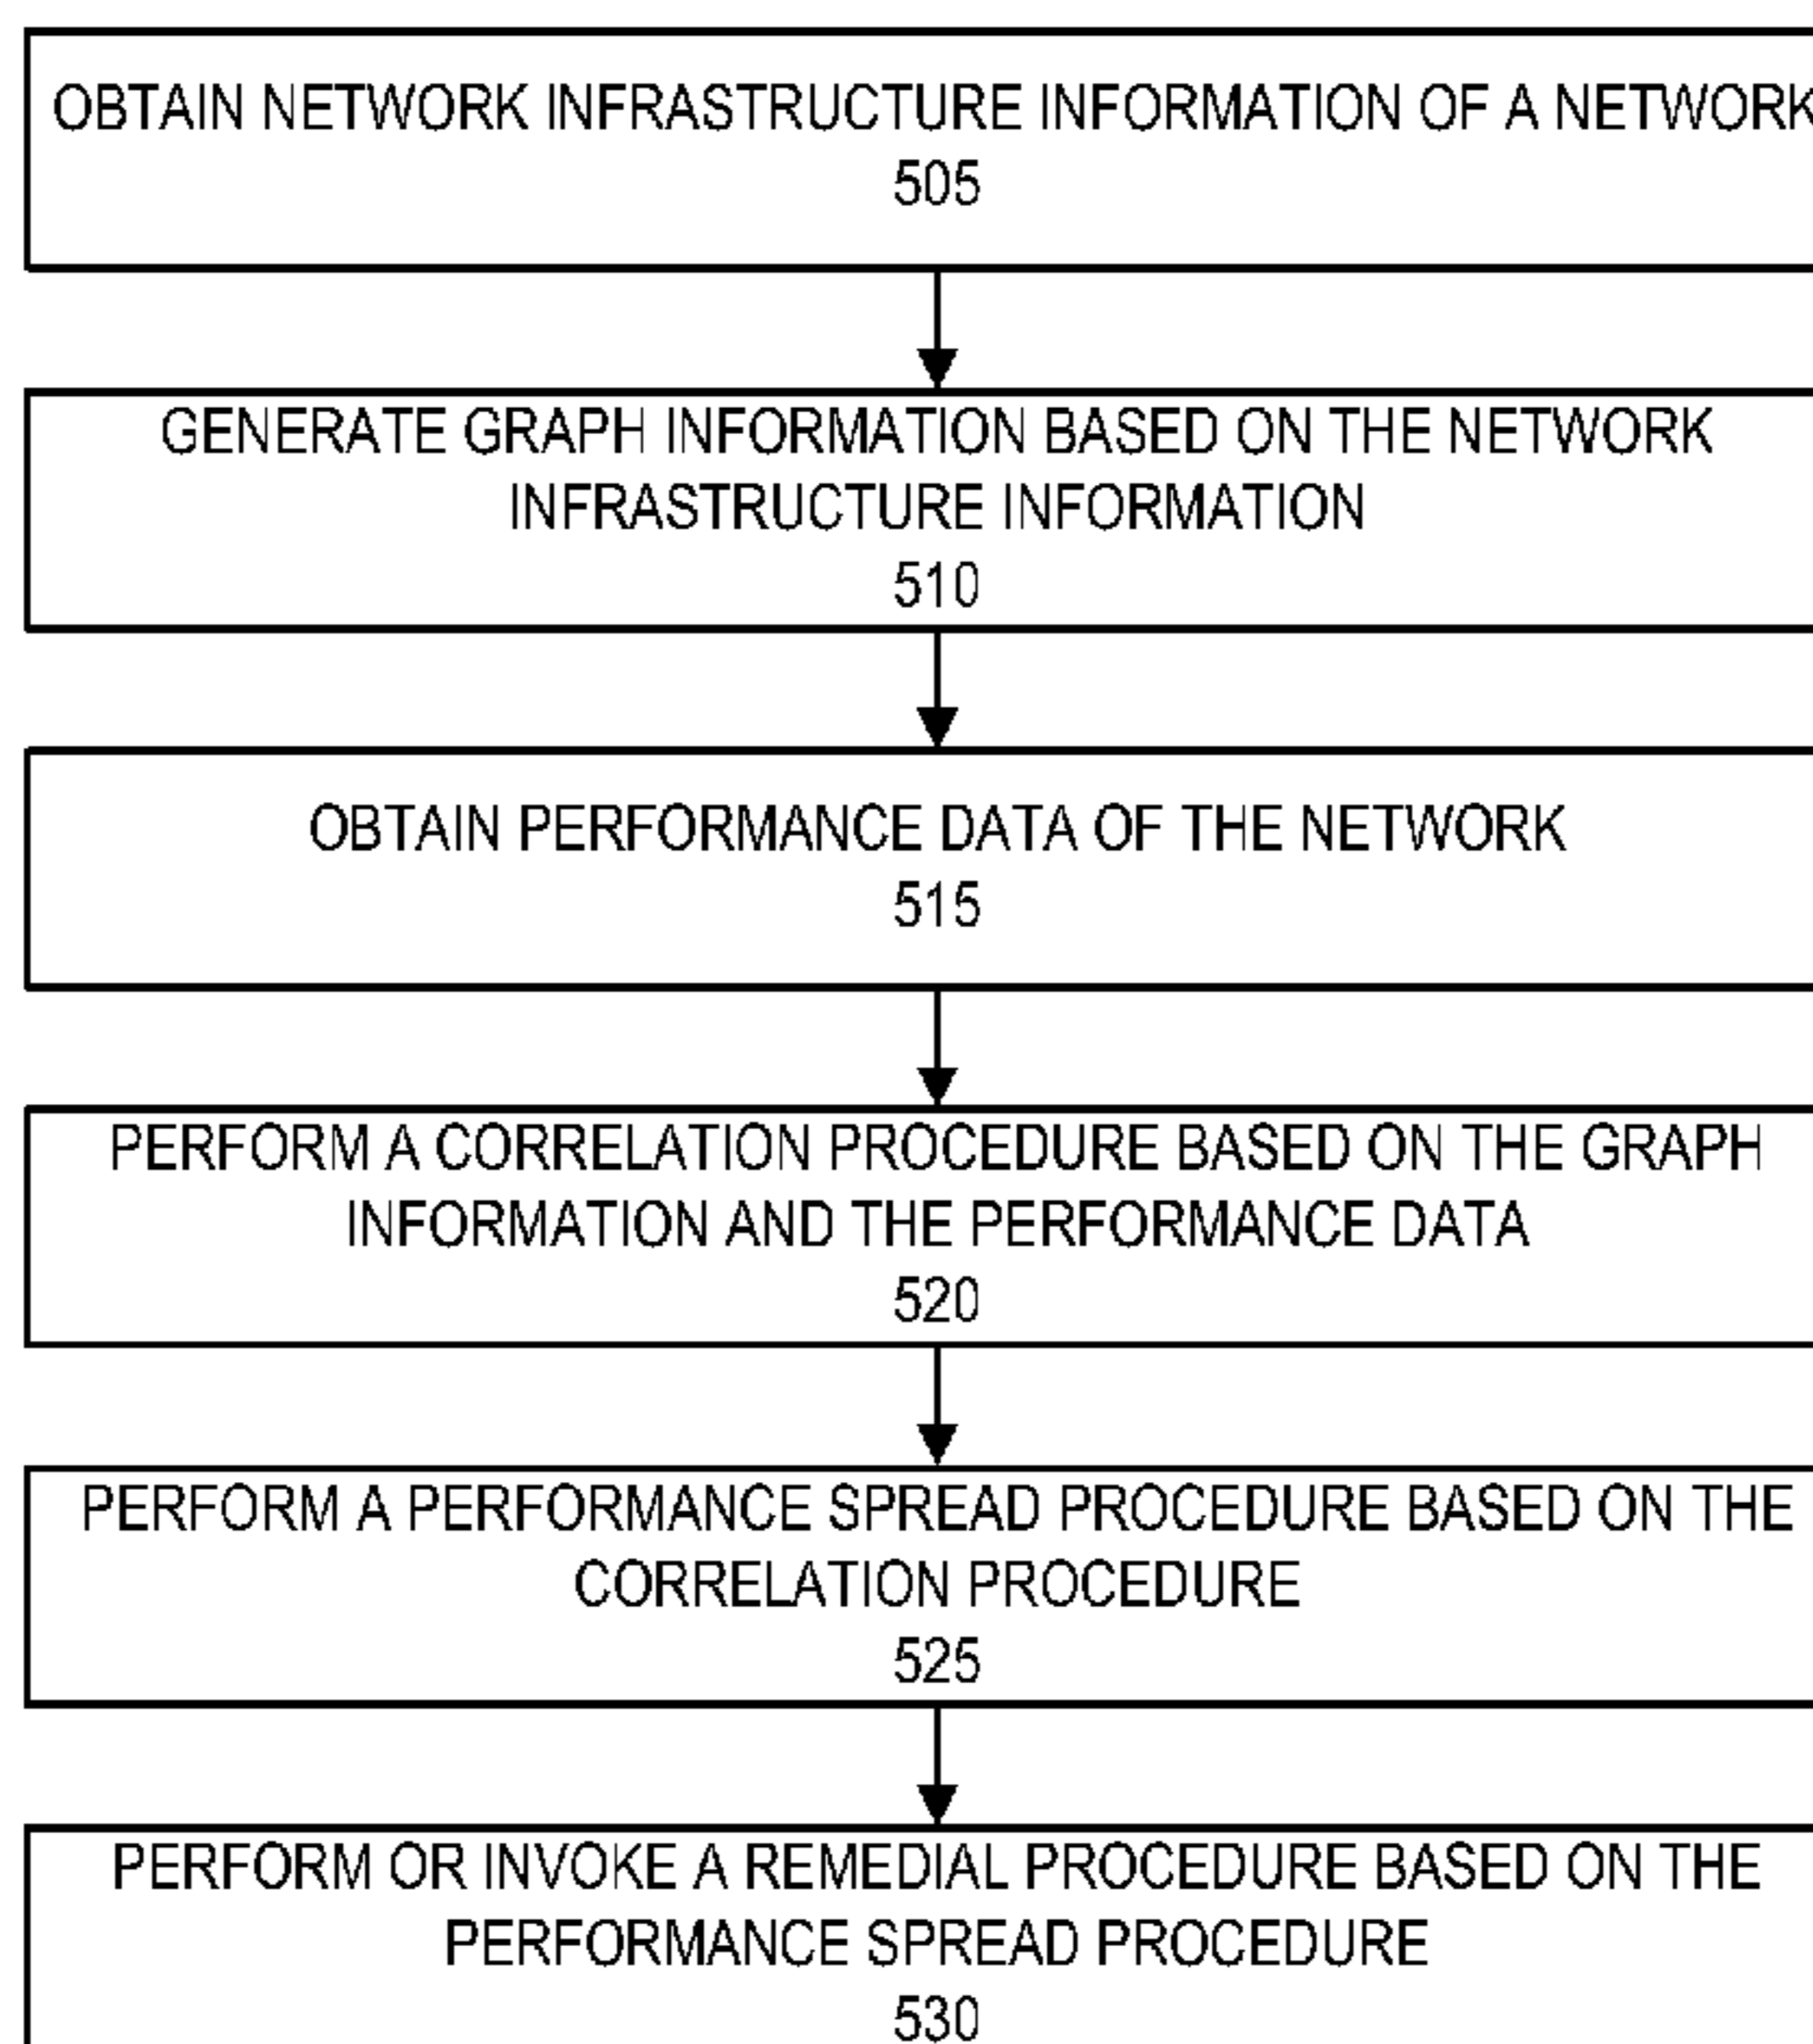 OBTAIN NETWORK INFRASTRUCTURE INFORMATION OF A NETWORK
505
GENERATE GRAPH INFORMATION BASED ON THE NETWORK
INFRASTRUCTURE INFORMATION
510
OBTAIN PERFORMANCE DATA OF THE NETWORK
515
PERFORM A CORRELATION PROCEDURE BASED ON THE GRAPH
INFORMATION AND THE PERFORMANCE DATA
520
PERFORM A PERFORMANCE SPREAD PROCEDURE BASED ON THE
CORRELATION PROCEDURE
525
PERFORM OR INVOKE A REMEDIAL PROCEDURE BASED ON THE
PERFORMANCE SPREAD PROCEDURE
530